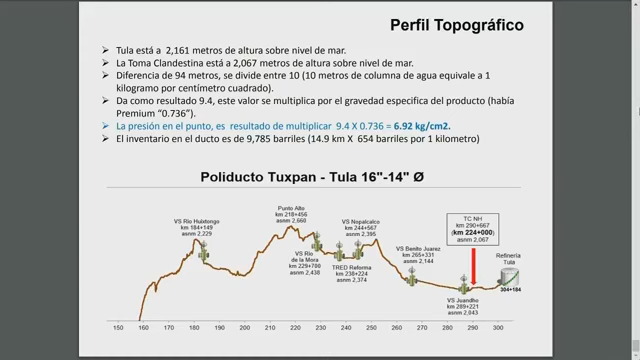 Perfil Topográfico
Tula está a 2,161 metros de altura sobre nivel de mar.
La Toma Clandestina está a 2,067 metros de altura sobre nivel de mar.
Diferencia de 94 metros, se divide entre 10 (10 metros de columna de agua equivale a 1
kilogramo por centímetro cuadrado).
Da como resultado 9.4, este valor se multiplica por el gravedad especifica del producto (había
Premium “0.736”).
La presión en el punto, es resultado de multiplicar 9.4 X 0.736 = 6.92 kg/cm2.
El inventario en el ducto es de 9,785 barriles (14.9 km X 654 barriles por 1 kilometro)
Poliducto Tuxpan - Tula 16"-14" Ø
VS Río Huixtongo
km 184+149
asnm 2,229
Punto Alto
km 218+456
asnm 2,660
VS Río
de la Mora
km 229+700
asnm 2,438
VS Nopalcalco
km 244+567
asnm 2,395
TRED Reforma
km 238+224
asnm 2,374
VS Benito Juarez
km 265+331
asnm 2,144
TC NH
km 290+667
(km 224+000)
asnm 2,067
VS Juandho
km 289+221
asnm 2,043
Refinería
Tula
304+184
150 160 170 180 190 200 210 220 230 240 250 260 270 280 290 300